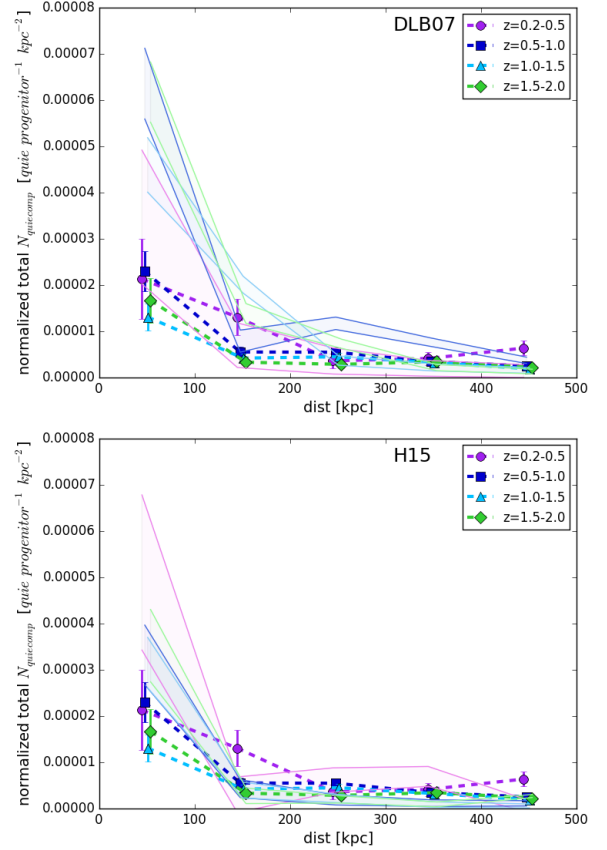 DLB07
z=0.2-0.5
z=0.5-1.0
z=1.0-1.5
z=1.5-2.0
0.00008
0.00007
0.00006
0.00005
0.00004
0.00003
0.00002
0.00001
0.00000
normalized total N_quiecomp [quie progenitor^-1 kpc^-2]
0 100 200 300 400 500
dist [kpc]
H15
z=0.2-0.5
z=0.5-1.0
z=1.0-1.5
z=1.5-2.0
0.00008
0.00007
0.00006
0.00005
0.00004
0.00003
0.00002
0.00001
0.00000
normalized total N_quiecomp [quie progenitor^-1 kpc^-2]
0 100 200 300 400 500
dist [kpc]